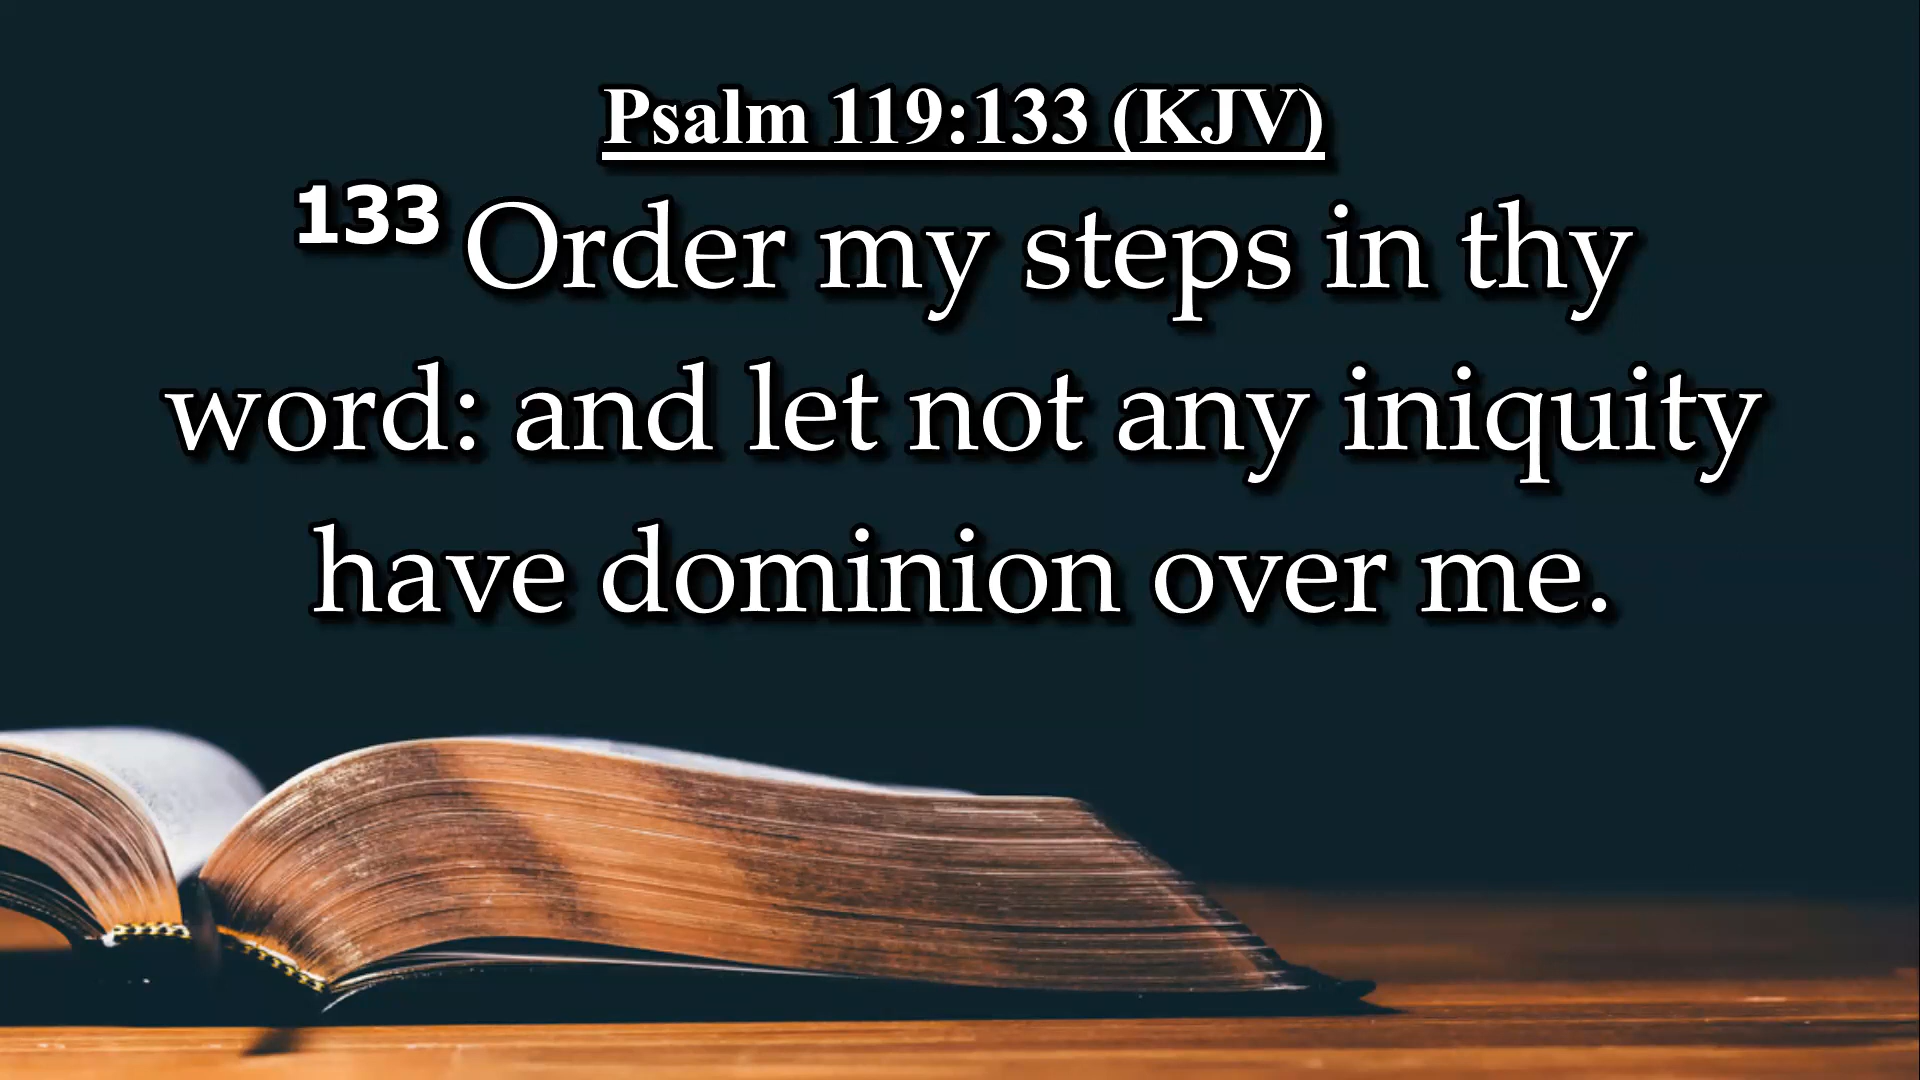 Psalm 119:133 (KJV)
133 Order my steps in thy
word: and let not any iniquity
have dominion over me.